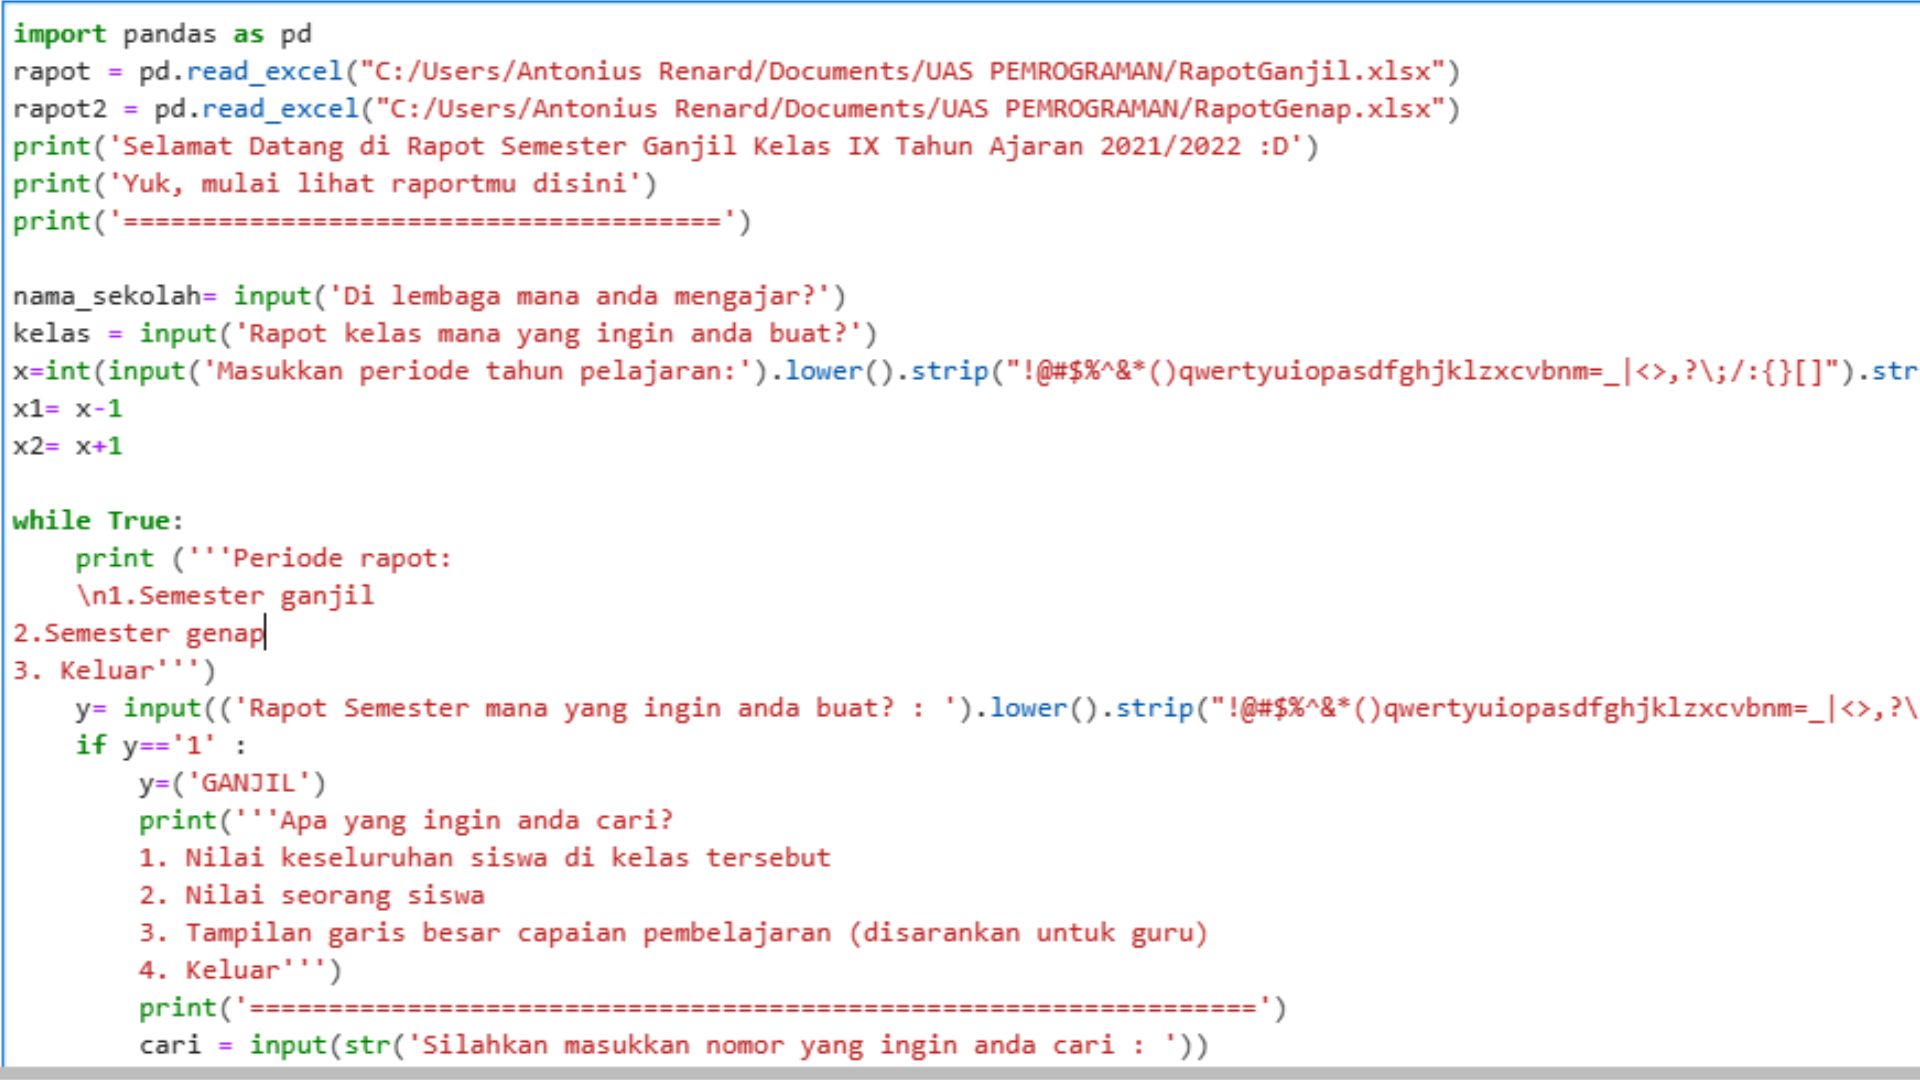 import pandas as pd
rapot = pd.read_excel("C:/Users/Antonius Renard/Documents/UAS PEMROGRAMAN/RapotGanjil.xlsx")
rapot2 = pd.read_excel("C:/Users/Antonius Renard/Documents/UAS PEMROGRAMAN/RapotGenap.xlsx")
print('Selamat Datang di Rapot Semester Ganjil Kelas IX Tahun Ajaran 2021/2022 :D')
print('Yuk, mulai lihat raportmu disini')
print('======================================')
nama_sekolah= input('Di lembaga mana anda mengajar?')
kelas = input('Rapot kelas mana yang ingin anda buat?')
x=int(input('Masukkan periode tahun pelajaran:').lower().strip("!@#$%^&*()qwertyuiopasdfghjklzxcvbnm=_|<>,?\;/:{}[]").str
x1= x-1
x2= x+1
while True:
    print ('''Periode rapot:
    \n1.Semester ganjil
2.Semester genap
3. Keluar''')
    y= input(('Rapot Semester mana yang ingin anda buat? : ').lower().strip("!@#$%^&*()qwertyuiopasdfghjklzxcvbnm=_|<>,?\
    if y=='1' :
        y=('GANJIL')
        print('''Apa yang ingin anda cari?
        1. Nilai keseluruhan siswa di kelas tersebut
        2. Nilai seorang siswa
        3. Tampilan garis besar capaian pembelajaran (disarankan untuk guru)
        4. Keluar''')
        print('================================================================')
        cari = input(str('Silahkan masukkan nomor yang ingin anda cari : '))